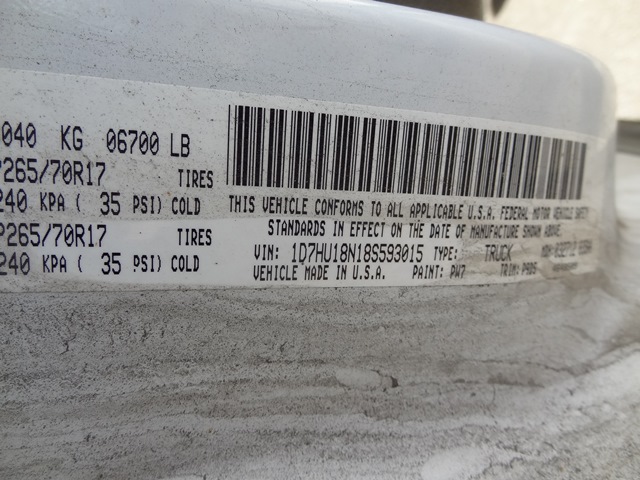 040 KG 06700 LB
P265/70R17 TIRES
240 KPA ( 35 PSI) COLD
P265/70R17 TIRES
240 KPA ( 35 PSI) COLD
THIS VEHICLE CONFORMS TO ALL APPLICABLE U.S.A. FEDERAL MOTOR VEHICLE SAFETY
STANDARDS IN EFFECT ON THE DATE OF MANUFACTURE SHOWN ABOVE.
VIN: 1D7HU18N18S593015 TYPE: TRUCK
VEHICLE MADE IN U.S.A. PAINT: PW7 TRIM: